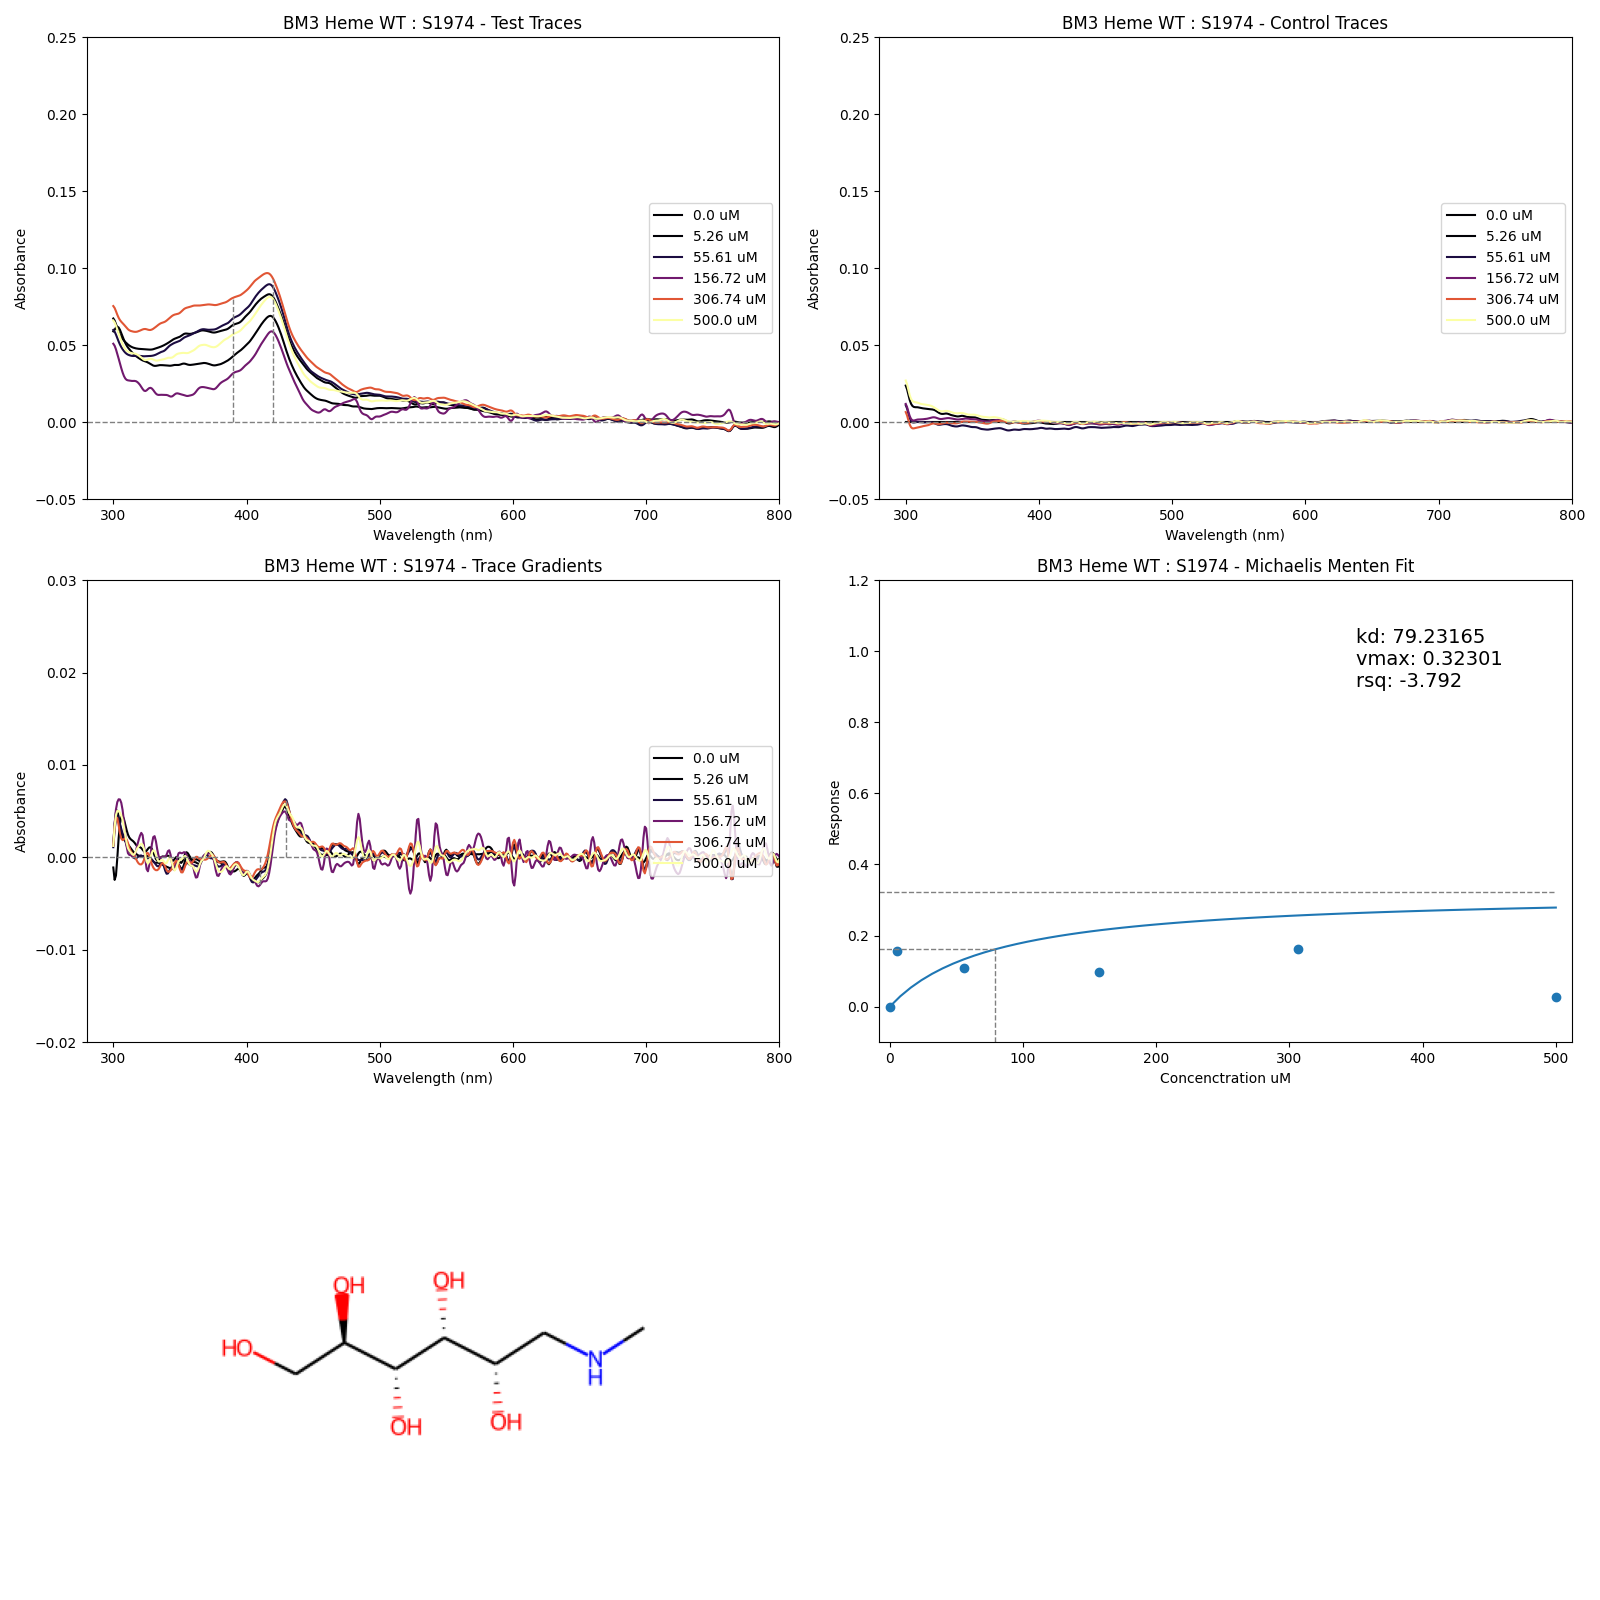 BM3 Heme WT : S1974 - Test Traces
0.25
0.20
0.15
0.10
0.05
0.00
−0.05
Absorbance
300 400 500 600 700 800
Wavelength (nm)
0.0 uM
5.26 uM
55.61 uM
156.72 uM
306.74 uM
500.0 uM
BM3 Heme WT : S1974 - Control Traces
0.25
0.20
0.15
0.10
0.05
0.00
−0.05
Absorbance
300 400 500 600 700 800
Wavelength (nm)
0.0 uM
5.26 uM
55.61 uM
156.72 uM
306.74 uM
500.0 uM
BM3 Heme WT : S1974 - Trace Gradients
0.03
0.02
0.01
0.00
−0.01
−0.02
Absorbance
300 400 500 600 700 800
Wavelength (nm)
0.0 uM
5.26 uM
55.61 uM
156.72 uM
306.74 uM
500.0 uM
BM3 Heme WT : S1974 - Michaelis Menten Fit
1.2
1.0
0.8
0.6
0.4
0.2
0.0
Response
0 100 200 300 400 500
Concenctration uM
kd: 79.23165
vmax: 0.32301
rsq: -3.792
OH
OH
HO
N
H
OH
OH